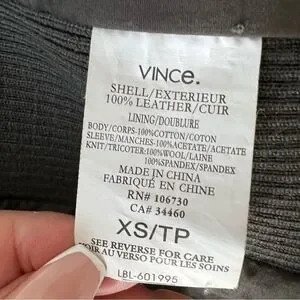 VINCE.
SHELL/EXTERIEUR
100% LEATHER/CUIR
LINING/DOUBLURE
BODY/CORPS-100%COTTON/COTON
SLEEVE/MANCHES-100%ACETATE/ACETATE
KNIT/TRICOT:100%WOOL/LAINE
100%SPANDEX/SPANDEX
MADE IN CHINA
FABRIQUÉ EN CHINE
RN# 106730
CA# 34460
XS/TP
SEE REVERSE FOR CARE
VOIR AU VERSO POUR LES SOINS
LBL-601995